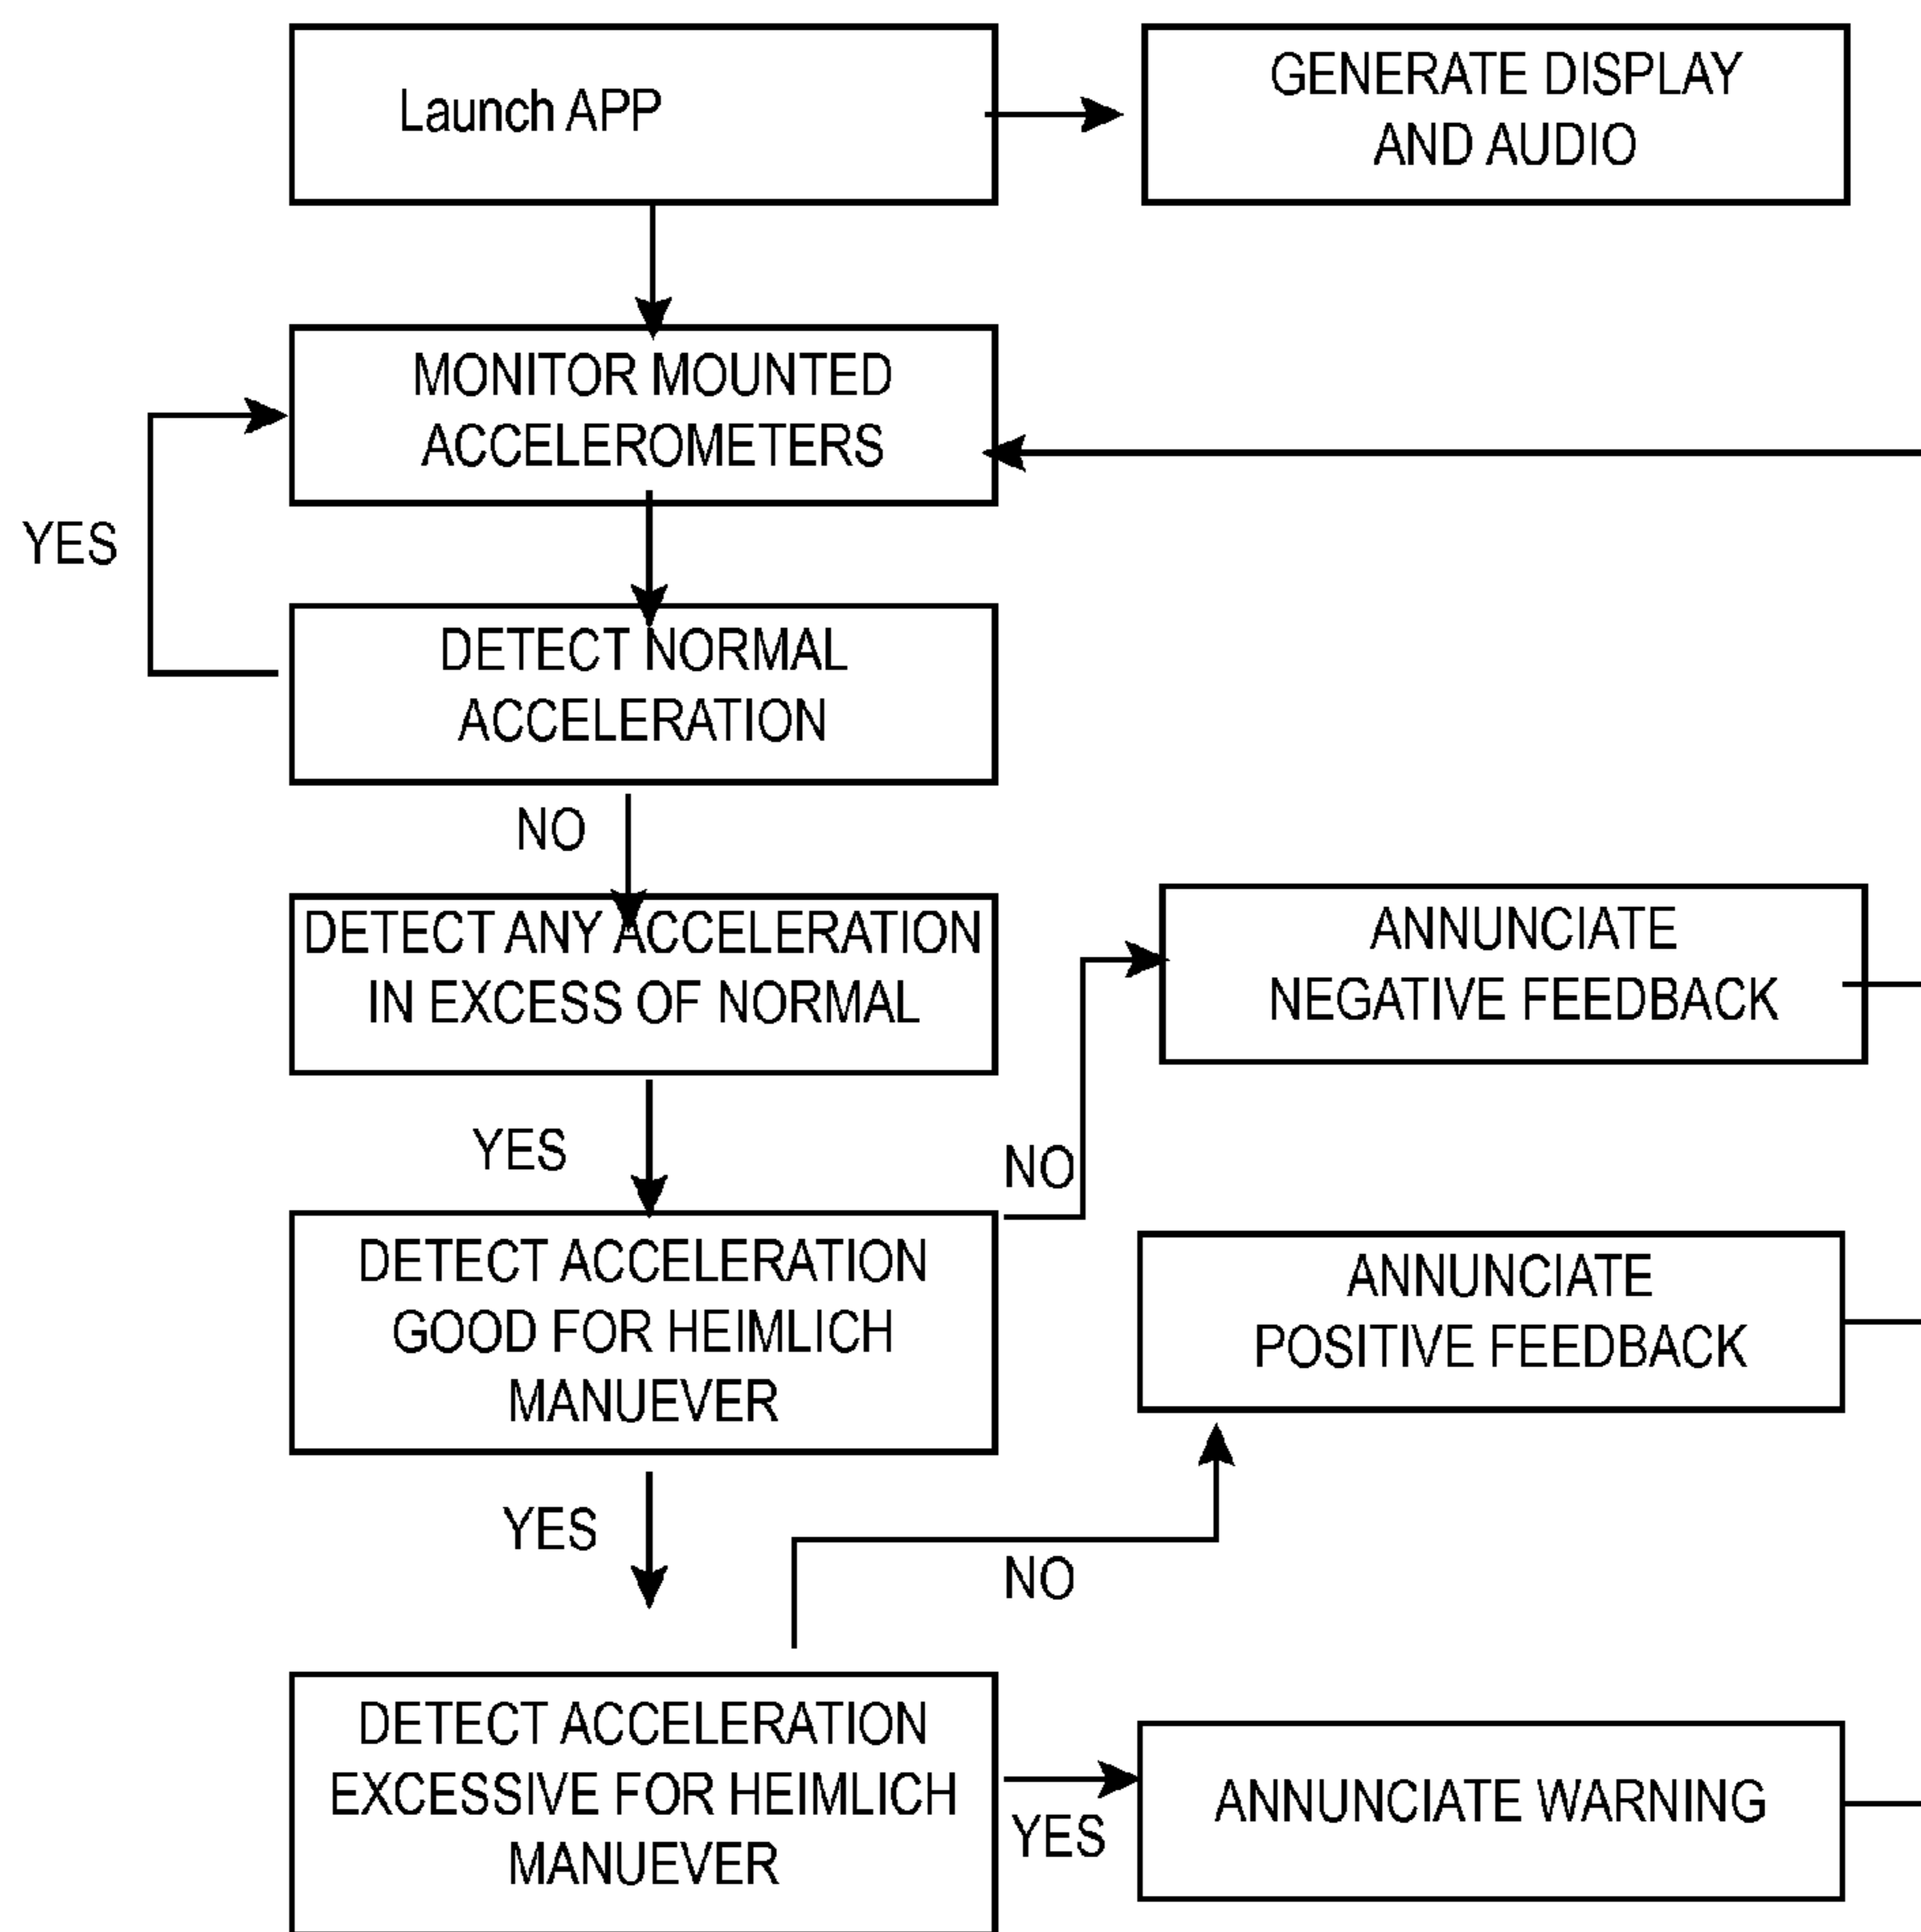 Launch APP
GENERATE DISPLAY
AND AUDIO
MONITOR MOUNTED
ACCELEROMETERS
YES
DETECT NORMAL
ACCELERATION
NO
DETECT ANY ACCELERATION
IN EXCESS OF NORMAL
ANNUNCIATE
NEGATIVE FEEDBACK
YES
NO
DETECT ACCELERATION
GOOD FOR HEIMLICH
MANUEVER
ANNUNCIATE
POSITIVE FEEDBACK
YES
NO
DETECT ACCELERATION
EXCESSIVE FOR HEIMLICH
MANUEVER
YES
ANNUNCIATE WARNING